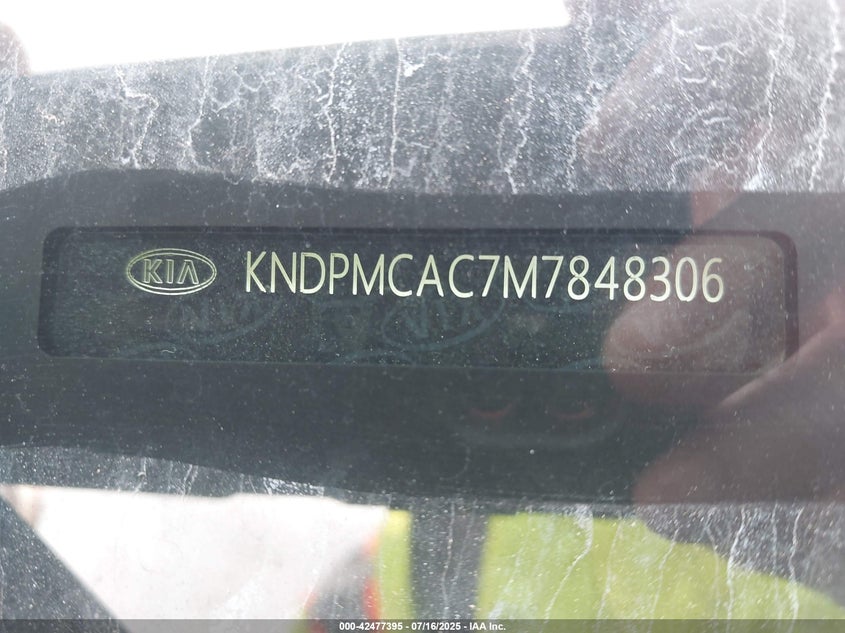 KIA KNDPMCAC7M7848306
000-42477395 - 07/16/2025 - IAA Inc.